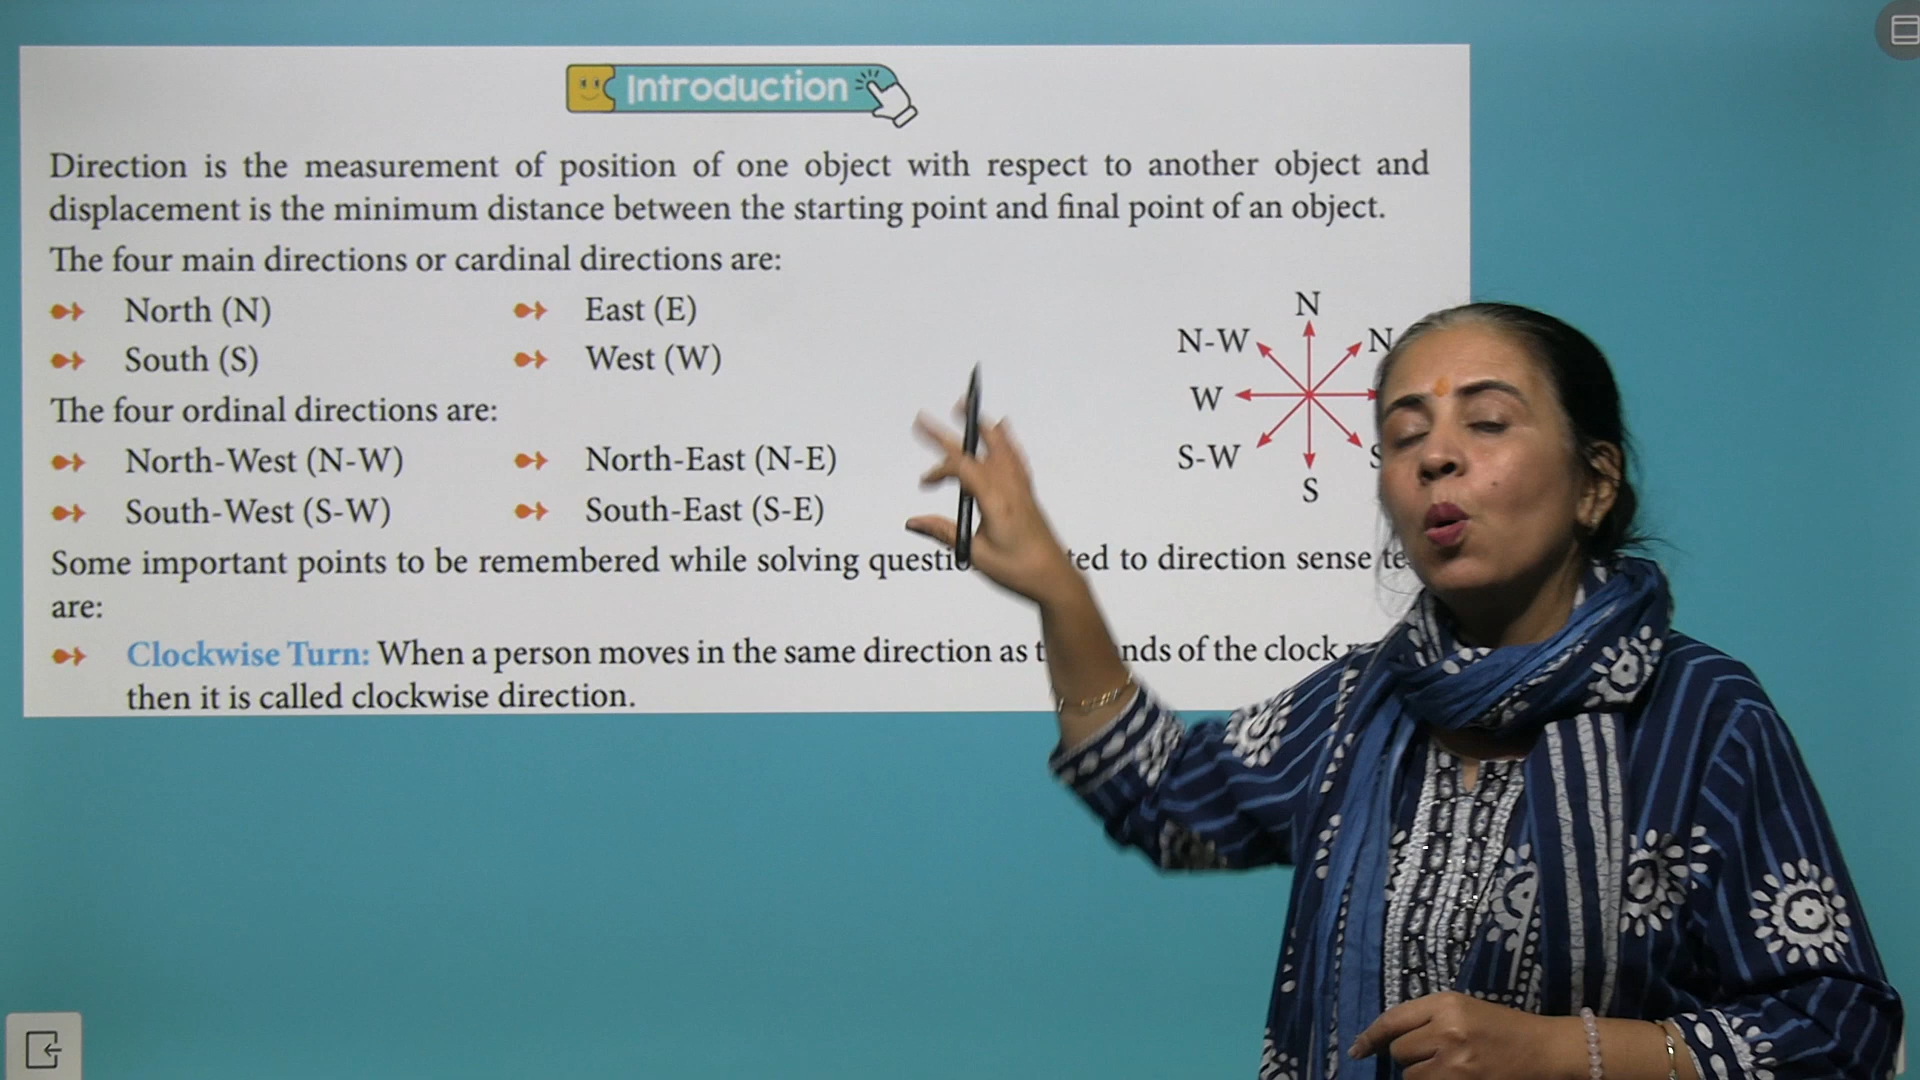 Introduction
Direction is the measurement of position of one object with respect to another object and
displacement is the minimum distance between the starting point and final point of an object.
The four main directions or cardinal directions are:
North (N) East (E)
South (S) West (W)
N
N-W N
W
S-W S
S
The four ordinal directions are:
North-West (N-W) North-East (N-E)
South-West (S-W) South-East (S-E)
Some important points to be remembered while solving to direction sense
are:
Clockwise Turn: When a person moves in the same direction as of the clock
then it is called clockwise direction.